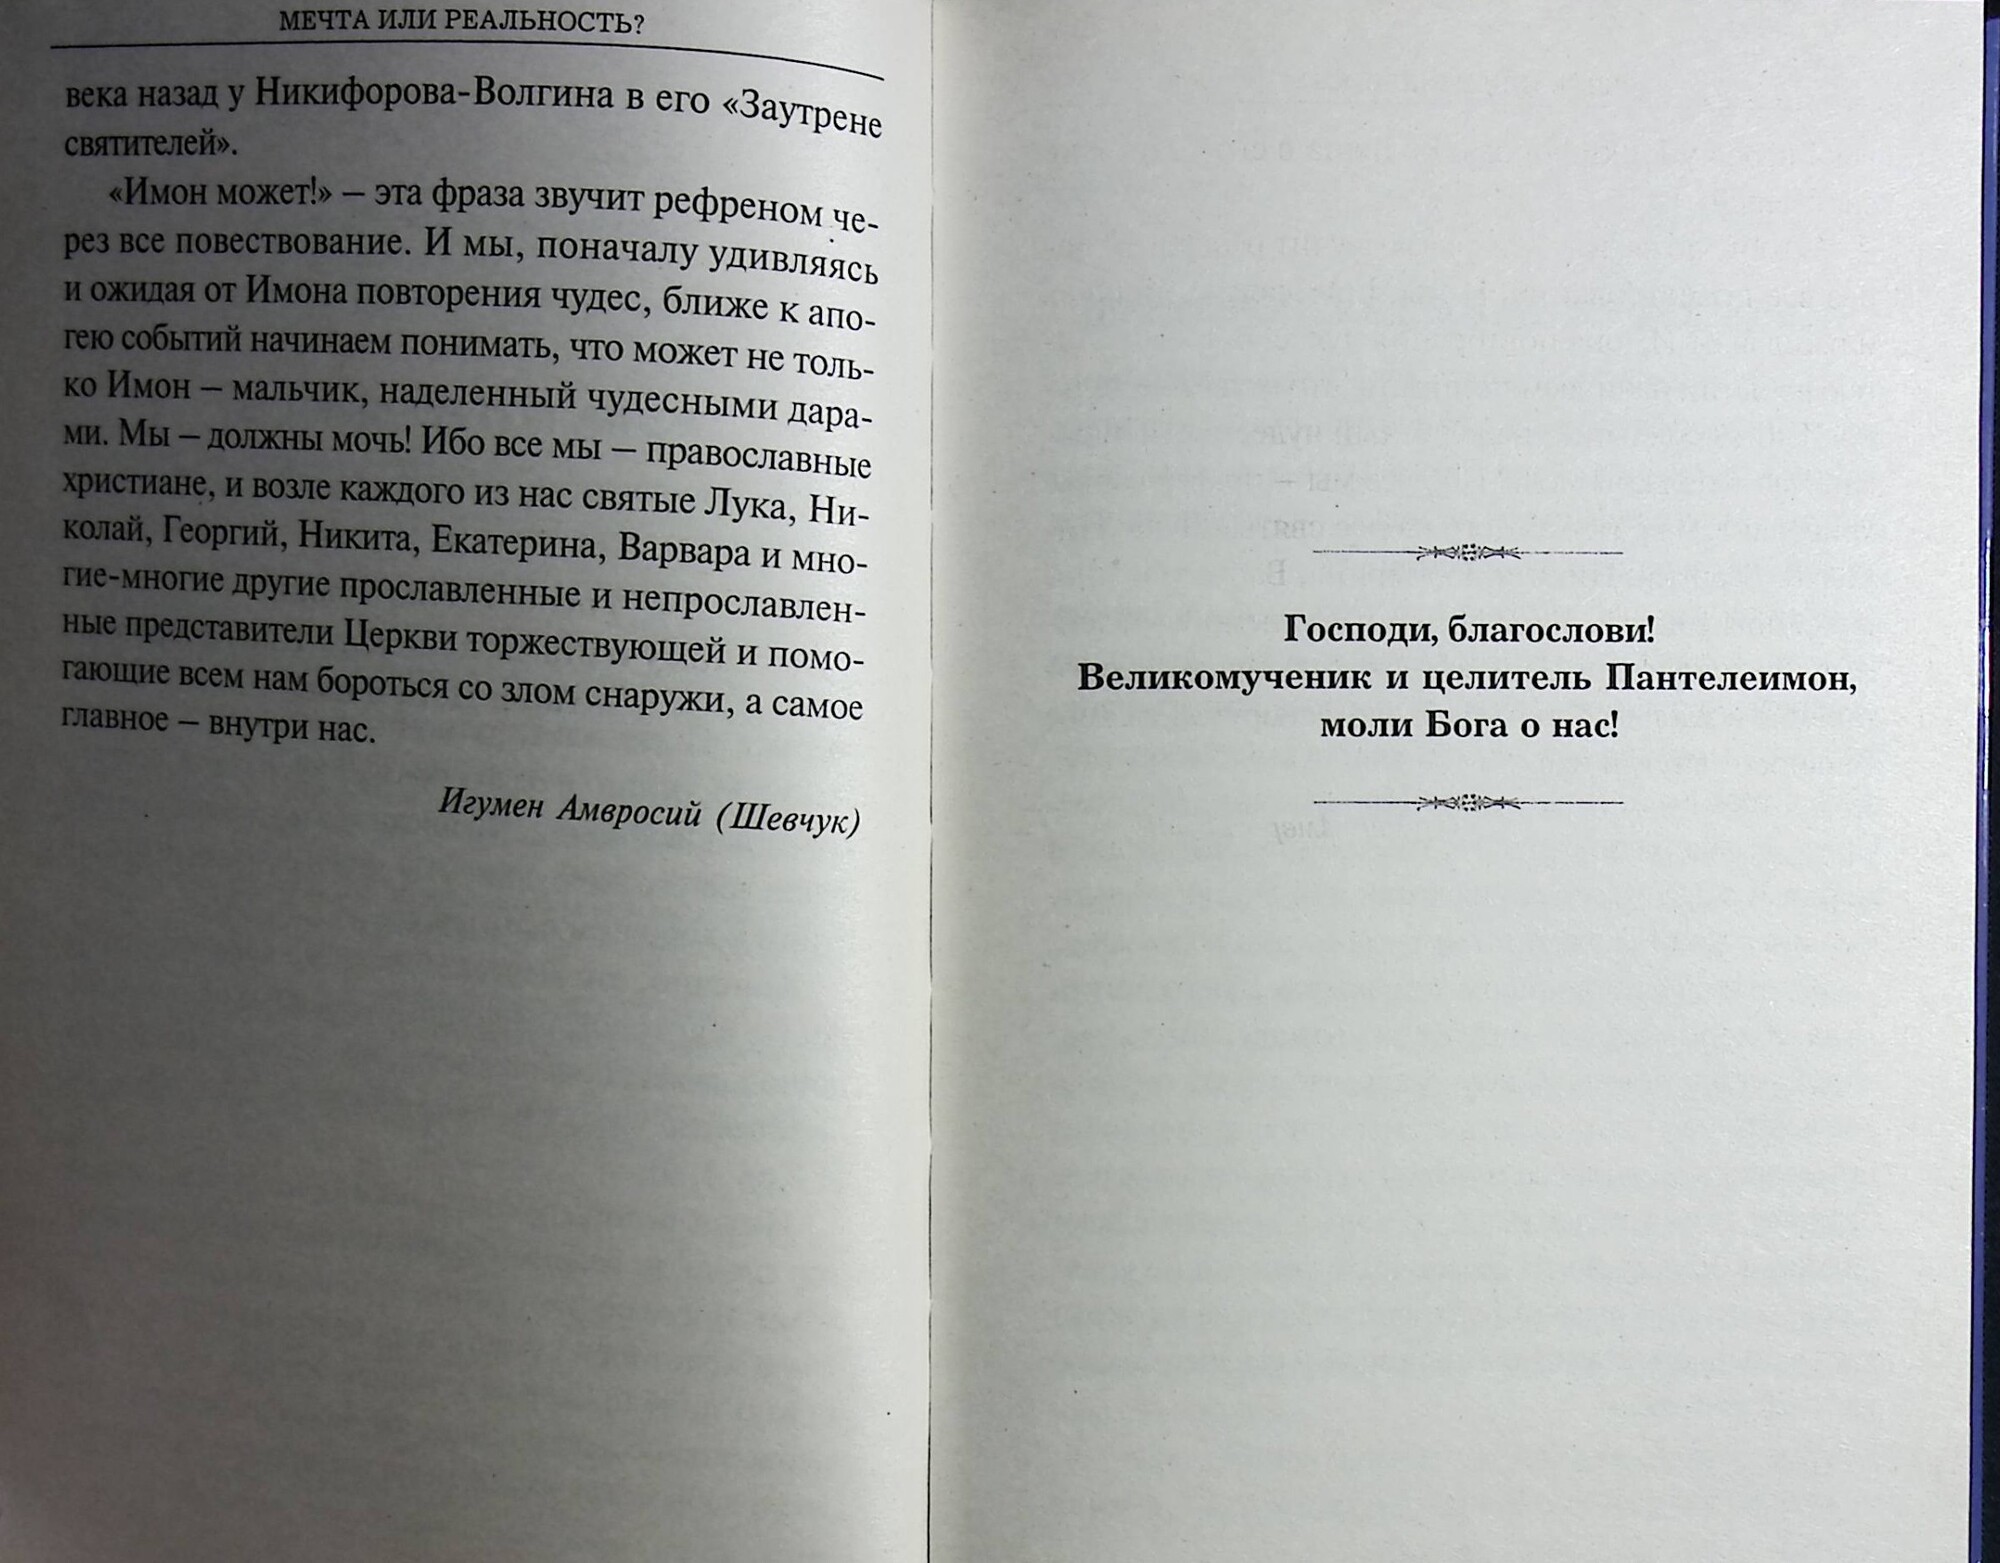 МЕЧТА ИЛИ РЕАЛЬНОСТЬ?
века назад у Никифорова-Волгина в его «Заутрене
святителей».
«Имон может!» – эта фраза звучит рефреном че-
рез все повествование. И мы, поначалу удивляясь
и ожидая от Имона повторения чудес, ближе к апо-
гею событий начинаем понимать, что может не толь-
ко Имон – мальчик, наделенный чудесными дара-
ми. Мы – должны мочь! Ибо все мы – православные
христиане, и возле каждого из нас святые Лука, Ни-
колай, Георгий, Никита, Екатерина, Варвара и мно-
гие-многие другие прославленные и непрославлен-
ные представители Церкви торжествующей и помо-
гающие всем нам бороться со злом снаружи, а самое
главное – внутри нас.
Игумен Амвросий (Шевчук)
Господи, благослови!
Великомученик и целитель Пантелеимон,
моли Бога о нас!